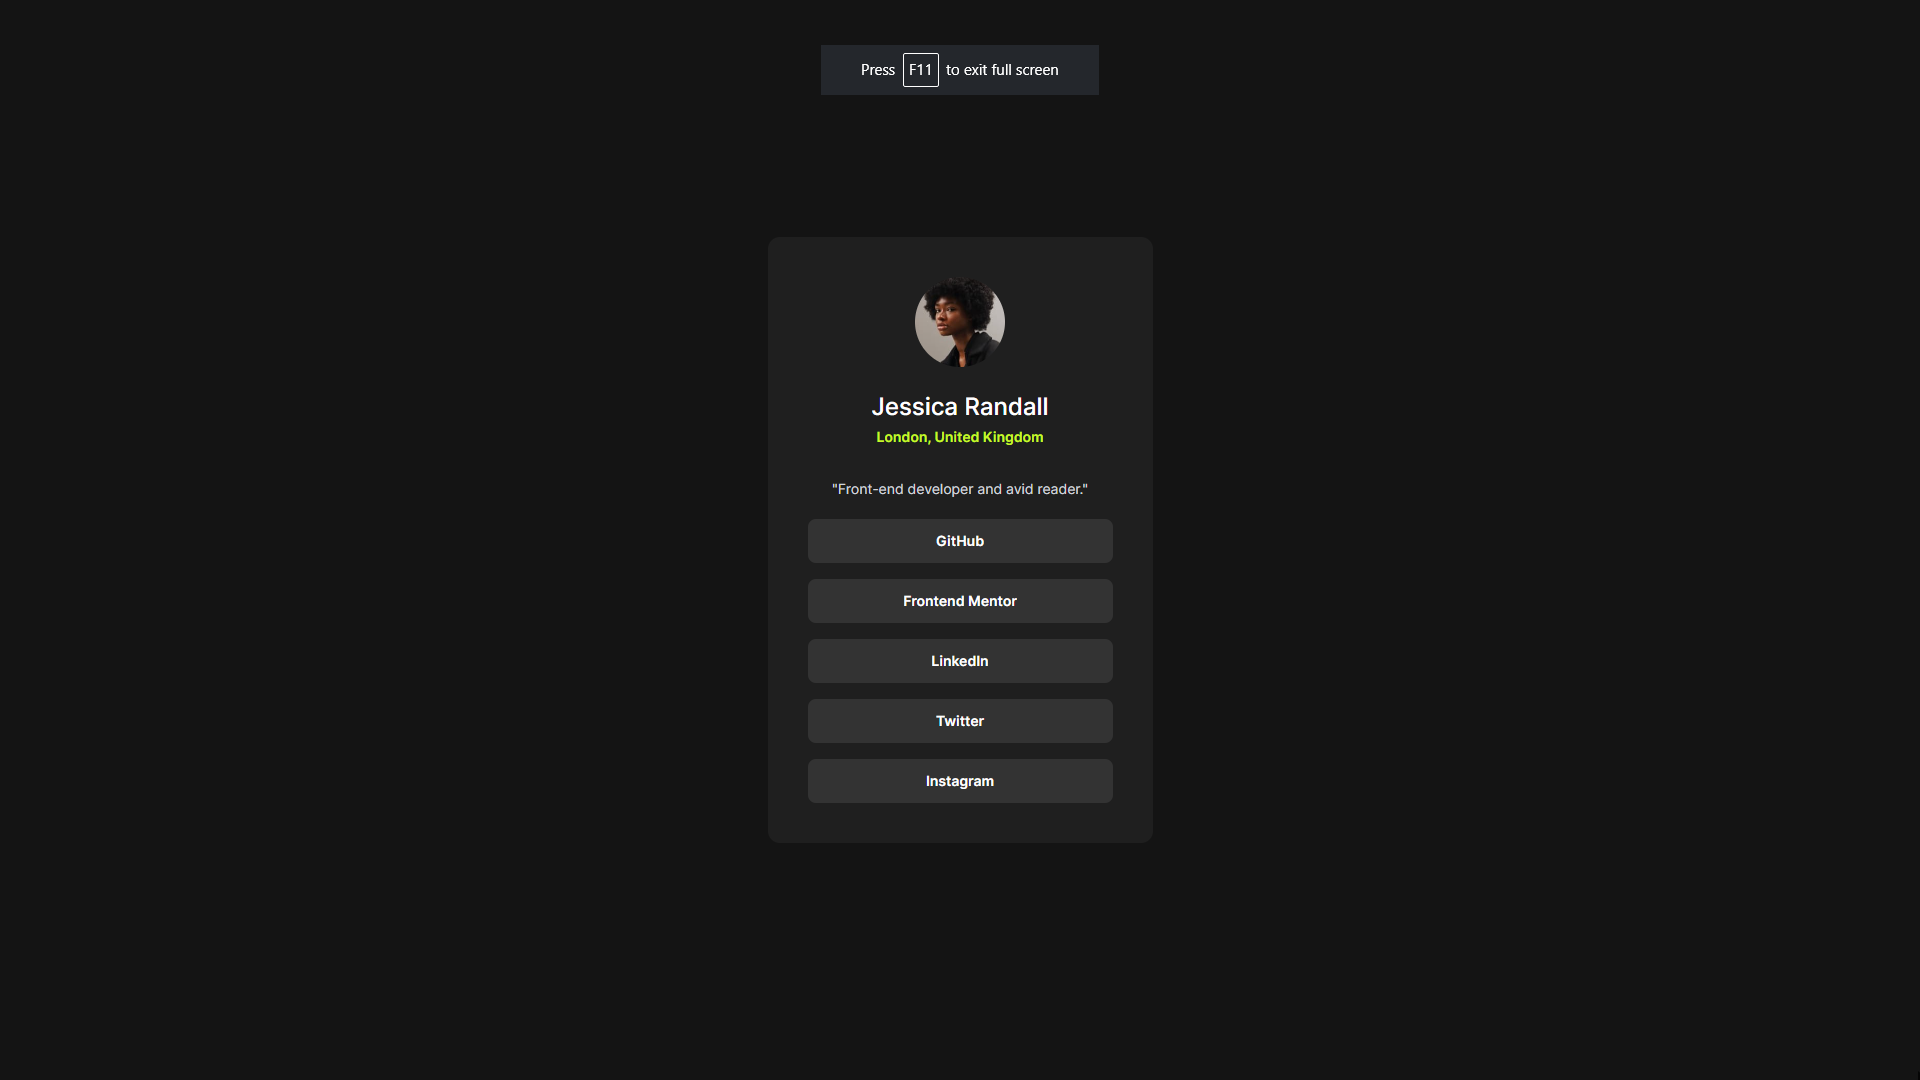 Press F11 to exit full screen
Jessica Randall
London, United Kingdom
"Front-end developer and avid reader."
GitHub
Frontend Mentor
LinkedIn
Twitter
Instagram